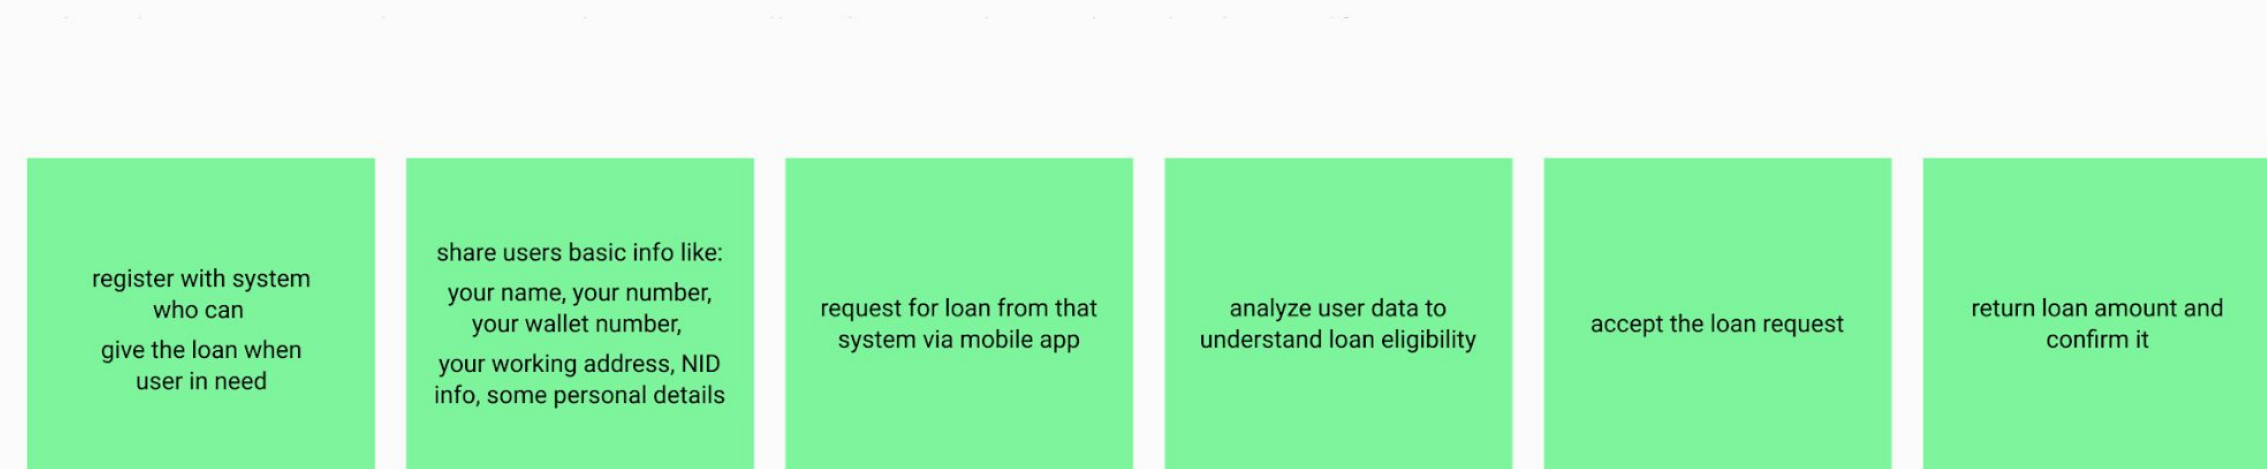 register with system
who can
give the loan when
user in need
share users basic info like:
your name, your number,
your wallet number,
your working address, NID
info, some personal details
request for loan from that
system via mobile app
analyze user data to
understand loan eligibility
accept the loan request
return loan amount and
confirm it